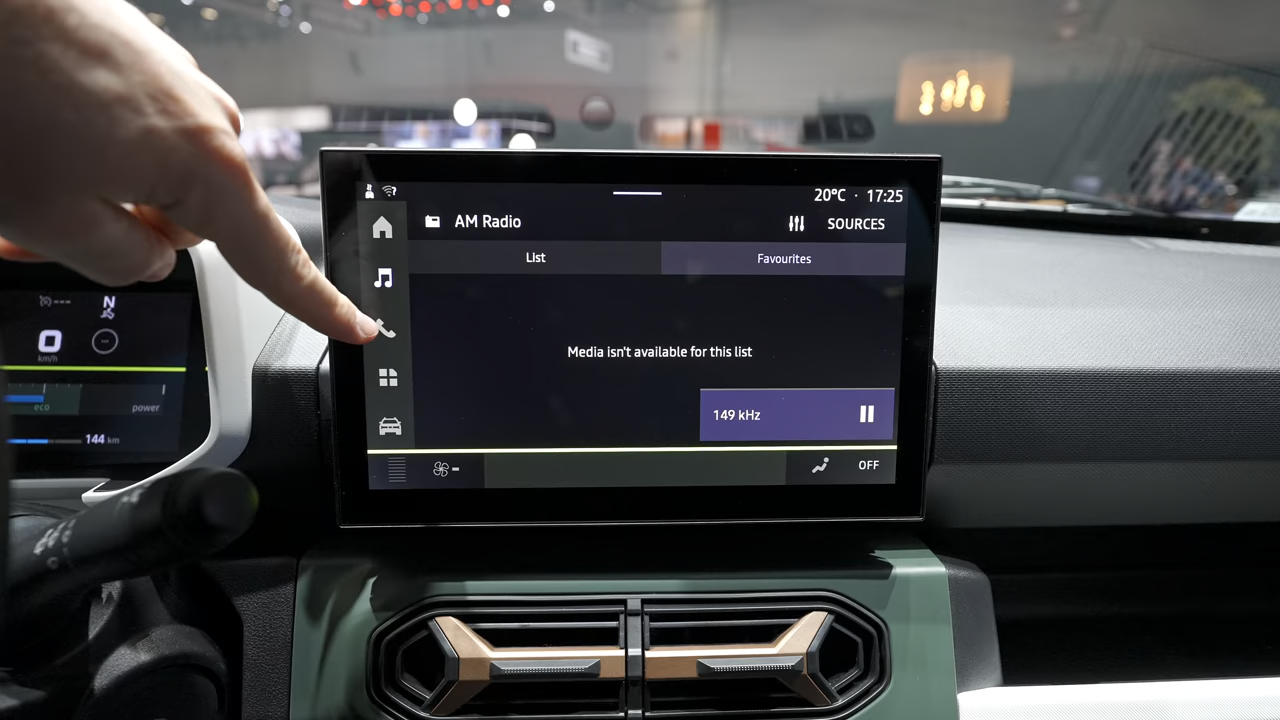 20°C · 17:25
AM Radio
SOURCES
List
Favourites
Media isn't available for this list
149 kHz
OFF
N
0
km/h
eco
power
144 km